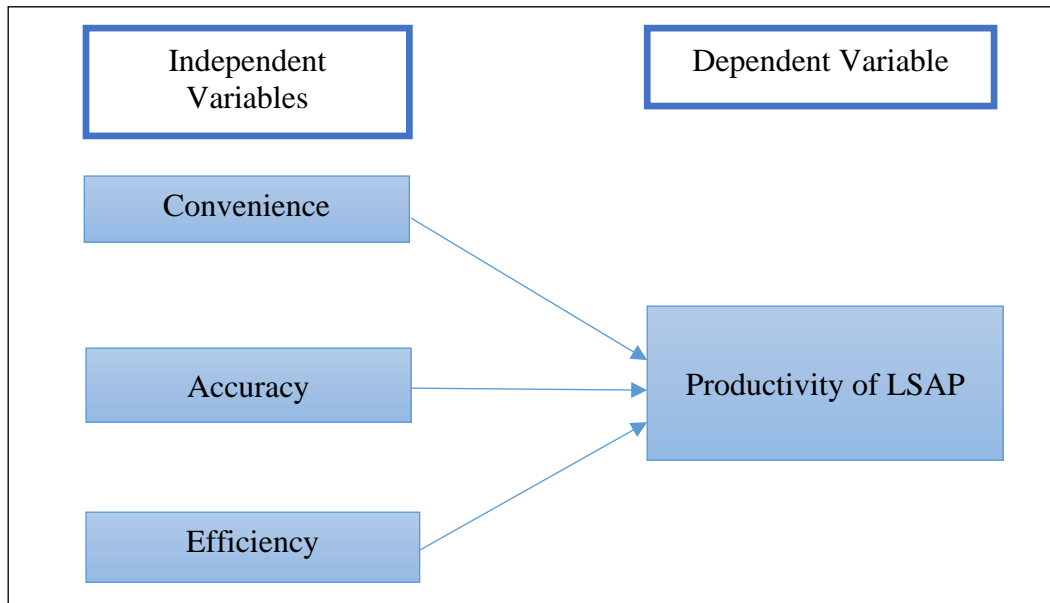 Independent
Variables
Dependent Variable
Convenience
Accuracy
Productivity of LSAP
Efficiency